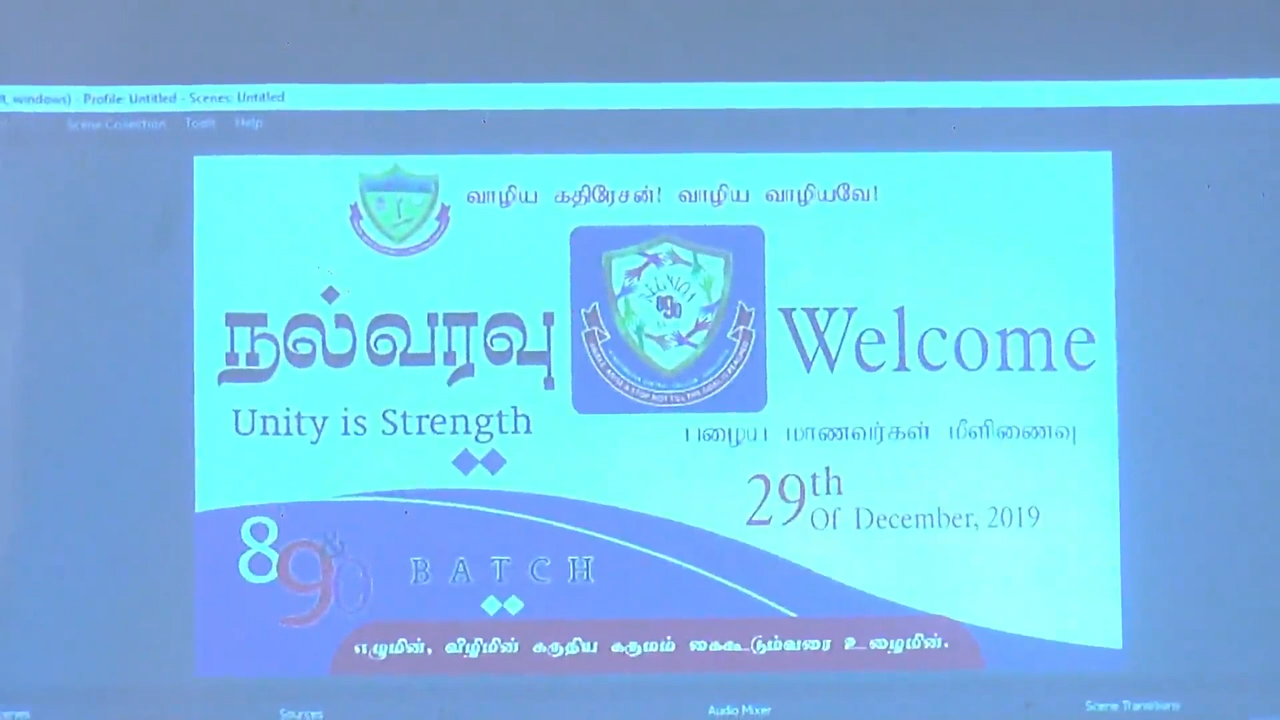 windows) - Profile: Untitled - Scenes: Untitled
Scene Collection Tools Help
வாழிய கதிரேசன்! வாழிய வாழியவே!
நல்வரவு
Welcome
Unity is Strength
பழைய மாணவர்கள் மீளிணைவு
29th
Of December, 2019
89 & 90
BATCH
எழுமின், விழிமின் கருதிய கருமம் கைகூடும்வரை உழைமின்.
Sources
Audio Mixer
Scene Transitions